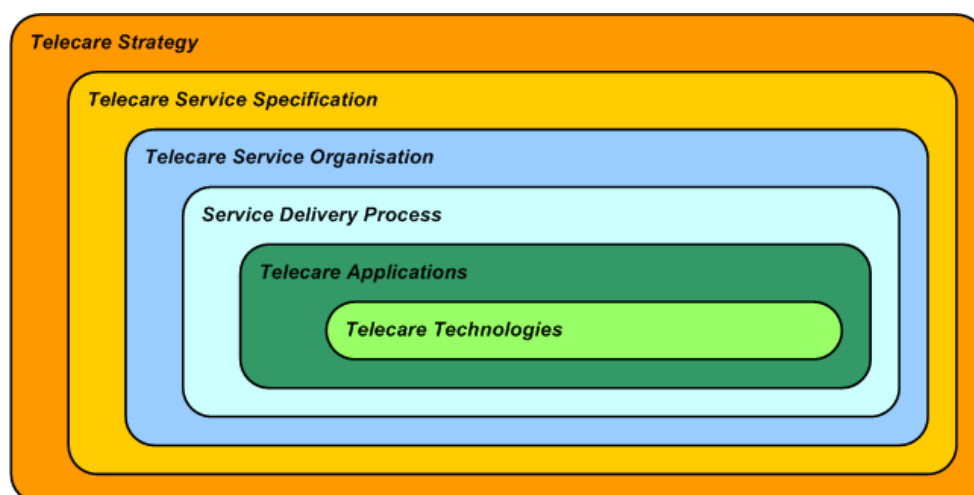 Telecare Strategy
Telecare Service Specification
Telecare Service Organisation
Service Delivery Process
Telecare Applications
Telecare Technologies